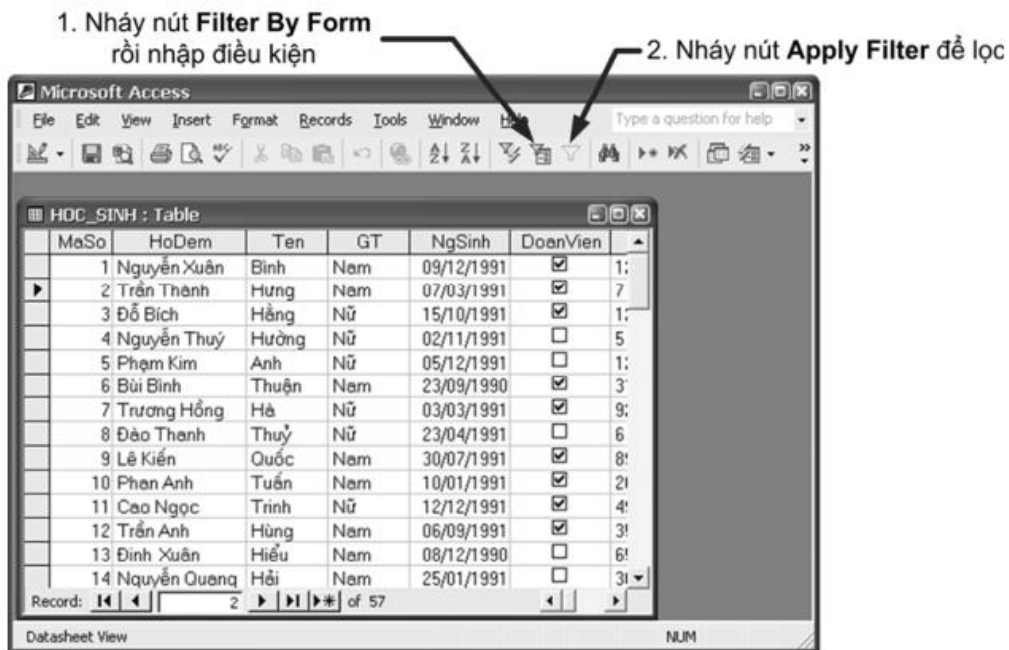 1. Nháy nút Filter By Form
rồi nhập điều kiện
2. Nháy nút Apply Filter để lọc
Microsoft Access
File Edit View Insert Format Records Tools Window Type a question for help
HOC_SINH : Table
MaSo HoDem Ten GT NgSinh DoanVien
1 Nguyễn Xuân Bình Nam 09/12/1991
2 Trần Thành Hưng Nam 07/03/1991 7
3 Đỗ Bích Hằng Nữ 15/10/1991
4 Nguyễn Thuý Hường Nữ 02/11/1991 5
5 Phạm Kim Anh Nữ 05/12/1991
6 Bùi Bình Thuận Nam 23/09/1990
7 Trương Hồng Hà Nữ 03/03/1991
8 Đào Thanh Thuỷ Nữ 23/04/1991 6
9 Lê Kiến Quốc Nam 30/07/1991
10 Phan Anh Tuấn Nam 10/01/1991
11 Cao Ngọc Trinh Nữ 12/12/1991
12 Trần Anh Hùng Nam 06/09/1991
13 Đinh Xuân Hiểu Nam 08/12/1990
14 Nguyễn Quang Hải Nam 25/01/1991
Record: 2 of 57
Datasheet View NUM